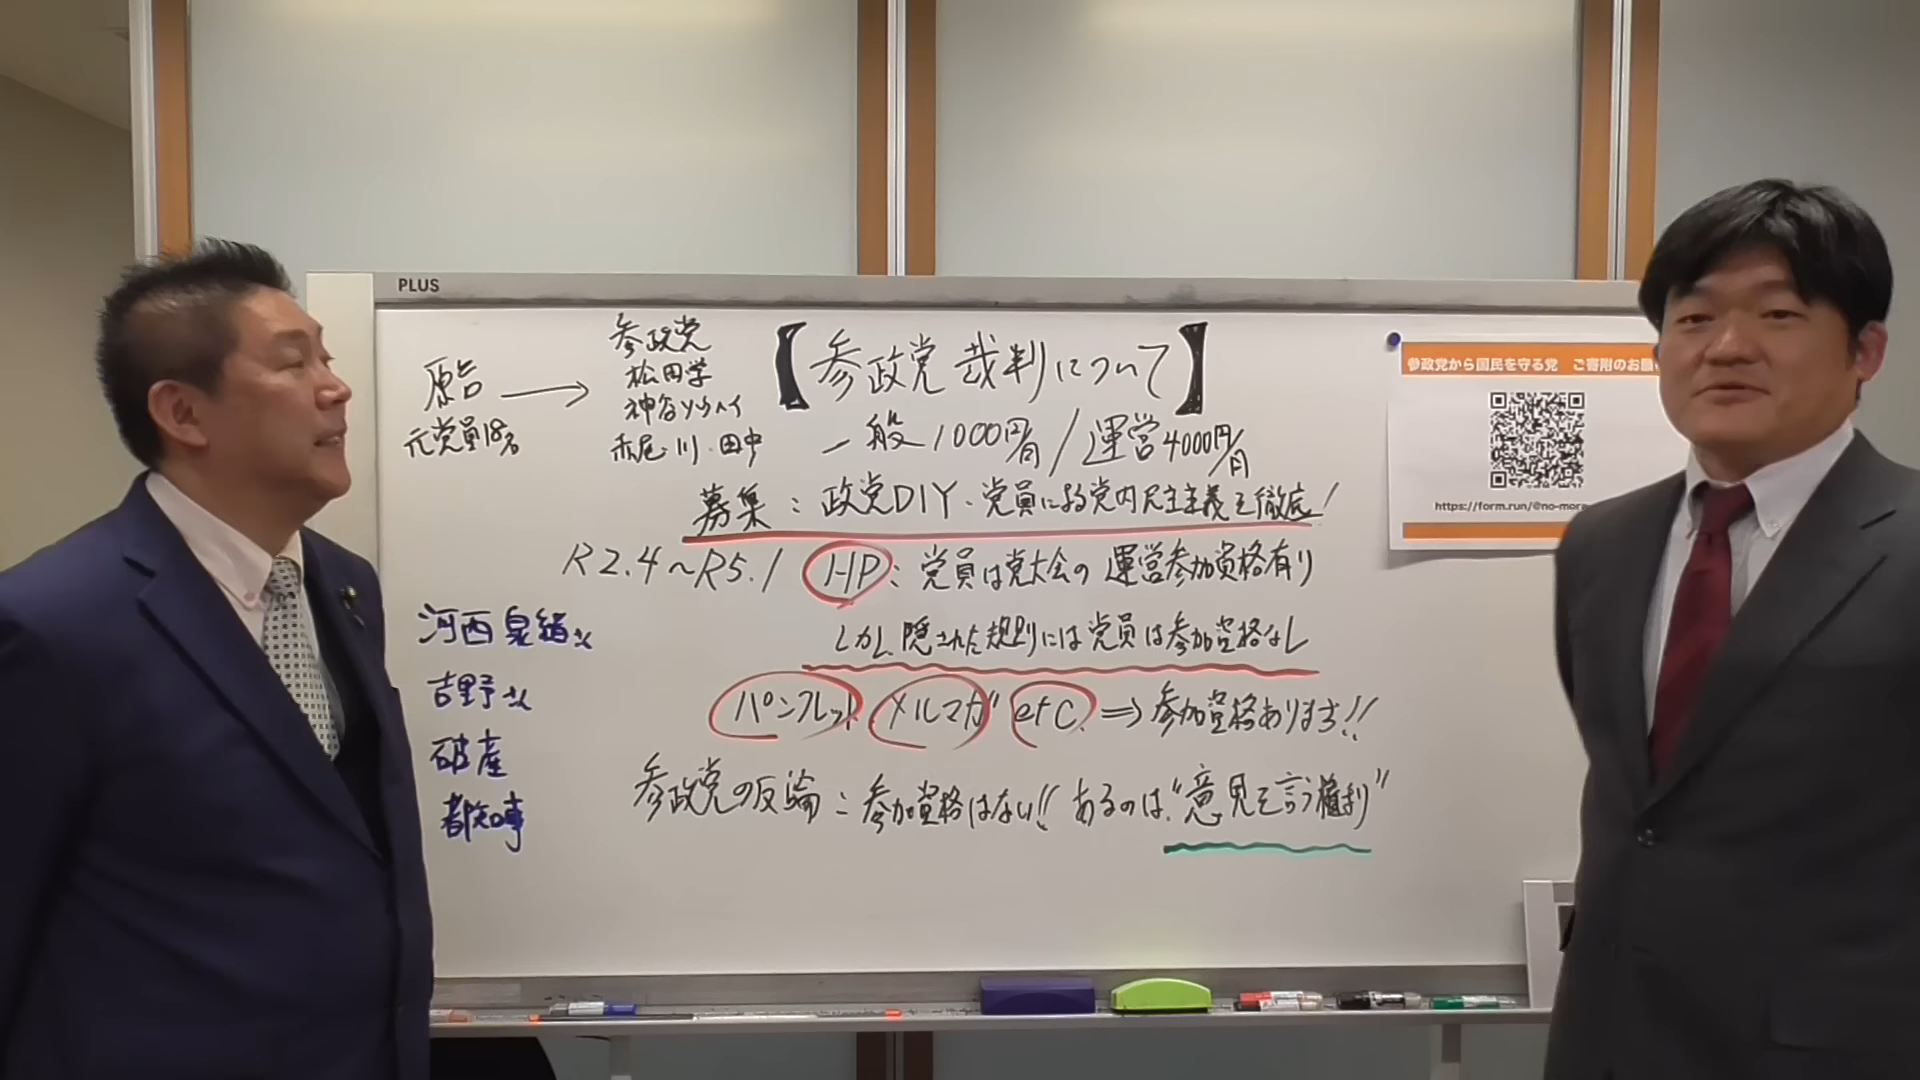 PLUS
【参政党 裁判について】
原告 →
元党員18名
参政党
松田学
神谷ソウヘイ
赤尾・川・田中
一般1000円/月/運営4000円/月
募集：政党DIY・党員による党内民主主義を徹底！
R2.4〜R5.1 HP：党員は党大会の運営参加資格有り
しかし隠された規則には党員は参加資格なし
パンフレット メルマガ etc. ⇒参加資格あります!!
参政党の反論：参加資格はない!! あるのは、“意見を言う権利”
河西泉緒さん
吉野さん
破産
都知事
参政党から国民を守る党 ご寄附のお願
https://form.run/@no-mora